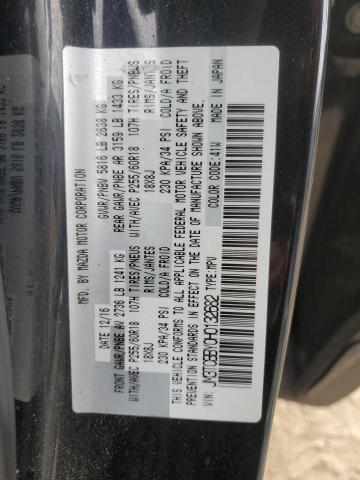 MFD. BY MAZDA MOTOR CORPORATION
DATE 12/16 GVWR/PNBV 5818 LB 2638 KG
FRONT GAWR/PNBE AV 2736 LB 1241 KG REAR GAWR/PNBE AR 3159 LB 1433 KG
WITH/AVEC P255/60R18 107H TIRES/PNEUS WITH/AVEC P255/60R18 107H TIRES/PNEUS
18X8J RIMS/JANTES 18X8J RIMS/JANTES
230 KPA/34 PSI COLD/A FROID 230 KPA/34 PSI COLD/A FROID
THIS VEHICLE CONFORMS TO ALL APPLICABLE FEDERAL MOTOR VEHICLE SAFETY AND THEFT
PREVENTION STANDARDS IN EFFECT ON THE DATE OF MANUFACTURE SHOWN ABOVE.
VIN: TYPE:MPV COLOR CODE:41W MADE IN JAPAN